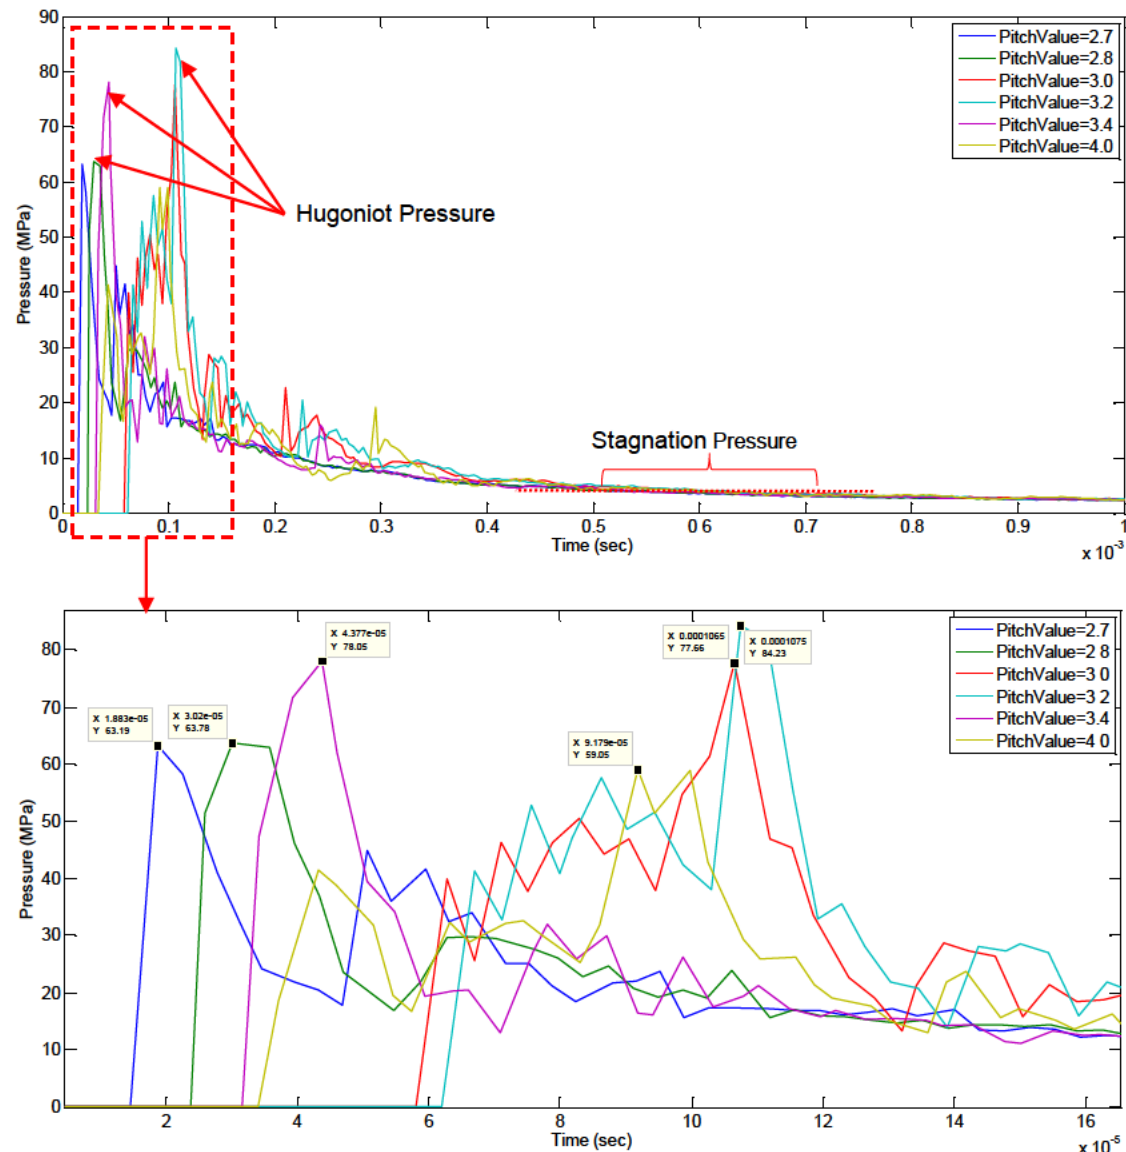 90
80
70
60
50
40
30
20
10
0
Pressure (MPa)
PitchValue=2.7
PitchValue=2.8
PitchValue=3.0
PitchValue=3.2
PitchValue=3.4
PitchValue=4.0
Hugoniot Pressure
Stagnation Pressure
0 0.1 0.2 0.3 0.4 0.5 0.6 0.7 0.8 0.9 1
Time (sec)
x 10⁻³
80
70
60
50
40
30
20
10
0
Pressure (MPa)
X 1.883e-05
Y 63.19
X 3.02e-05
Y 63.78
X 4.377e-05
Y 78.05
X 9.179e-05
Y 59.05
X 0.0001065
Y 77.66
X 0.0001075
Y 84.23
PitchValue=2.7
PitchValue=2 8
PitchValue=3 0
PitchValue=3 2
PitchValue=3.4
PitchValue=4 0
2 4 6 8 10 12 14 16
Time (sec)
x 10⁻⁵